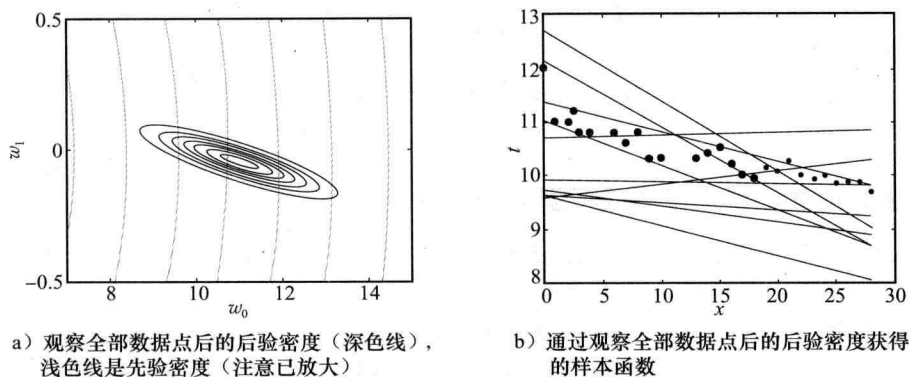 0.5
0
−0.5
w₁
8
10
12
14
w₀
a）观察全部数据点后的后验密度（深色线），
浅色线是先验密度（注意已放大）
13
12
11
10
9
8
t
0
5
10
15
20
25
30
x
b）通过观察全部数据点后的后验密度获得
的样本函数